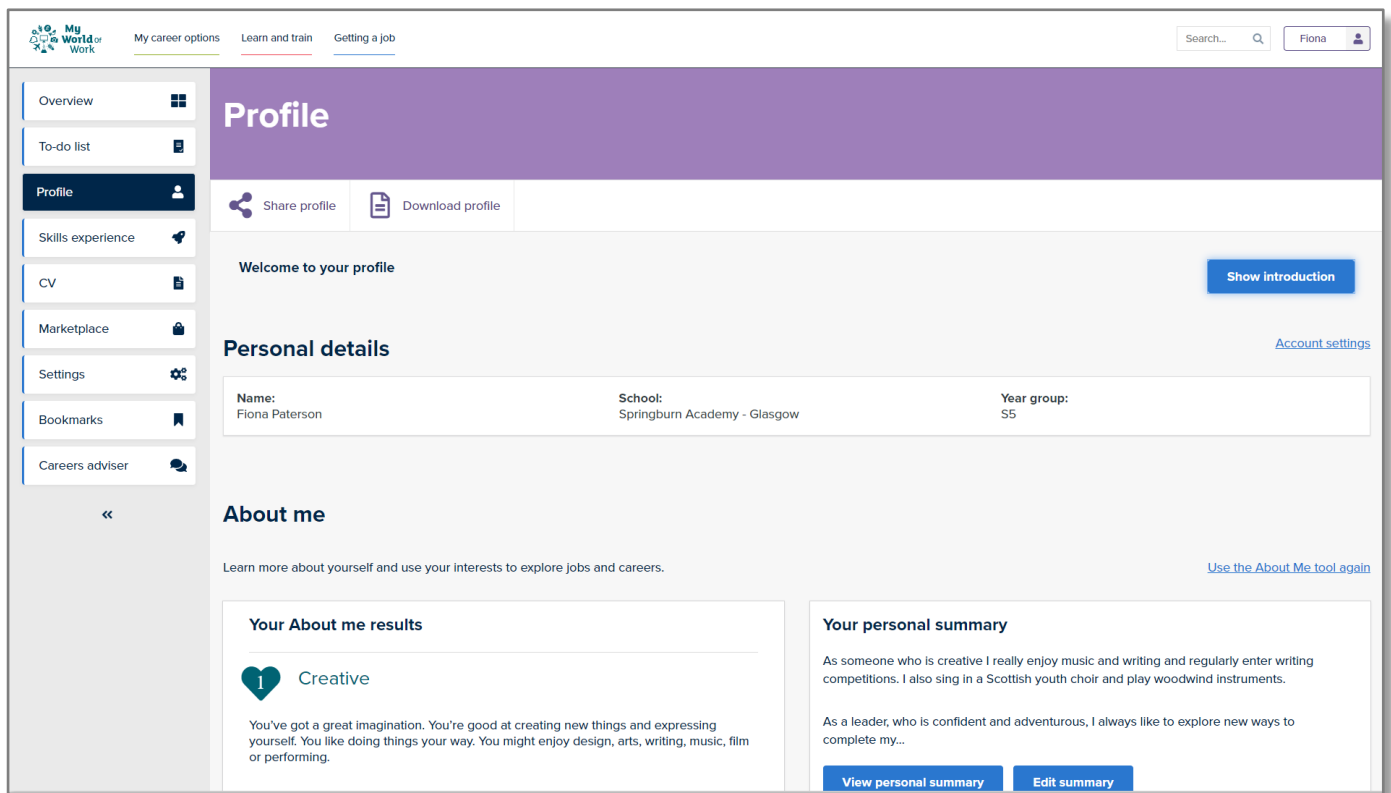 My
World of
Work
My career options
Learn and train
Getting a job
Search...
Fiona
Overview
To-do list
Profile
Skills experience
CV
Marketplace
Settings
Bookmarks
Careers adviser
«
Profile
Share profile
Download profile
Welcome to your profile
Show introduction
Personal details
Account settings
Name:
Fiona Paterson
School:
Springburn Academy - Glasgow
Year group:
S5
About me
Learn more about yourself and use your interests to explore jobs and careers.
Use the About Me tool again
Your About me results
1
Creative
You've got a great imagination. You're good at creating new things and expressing
yourself. You like doing things your way. You might enjoy design, arts, writing, music, film
or performing.
Your personal summary
As someone who is creative I really enjoy music and writing and regularly enter writing
competitions. I also sing in a Scottish youth choir and play woodwind instruments.
As a leader, who is confident and adventurous, I always like to explore new ways to
complete my...
View personal summary
Edit summary